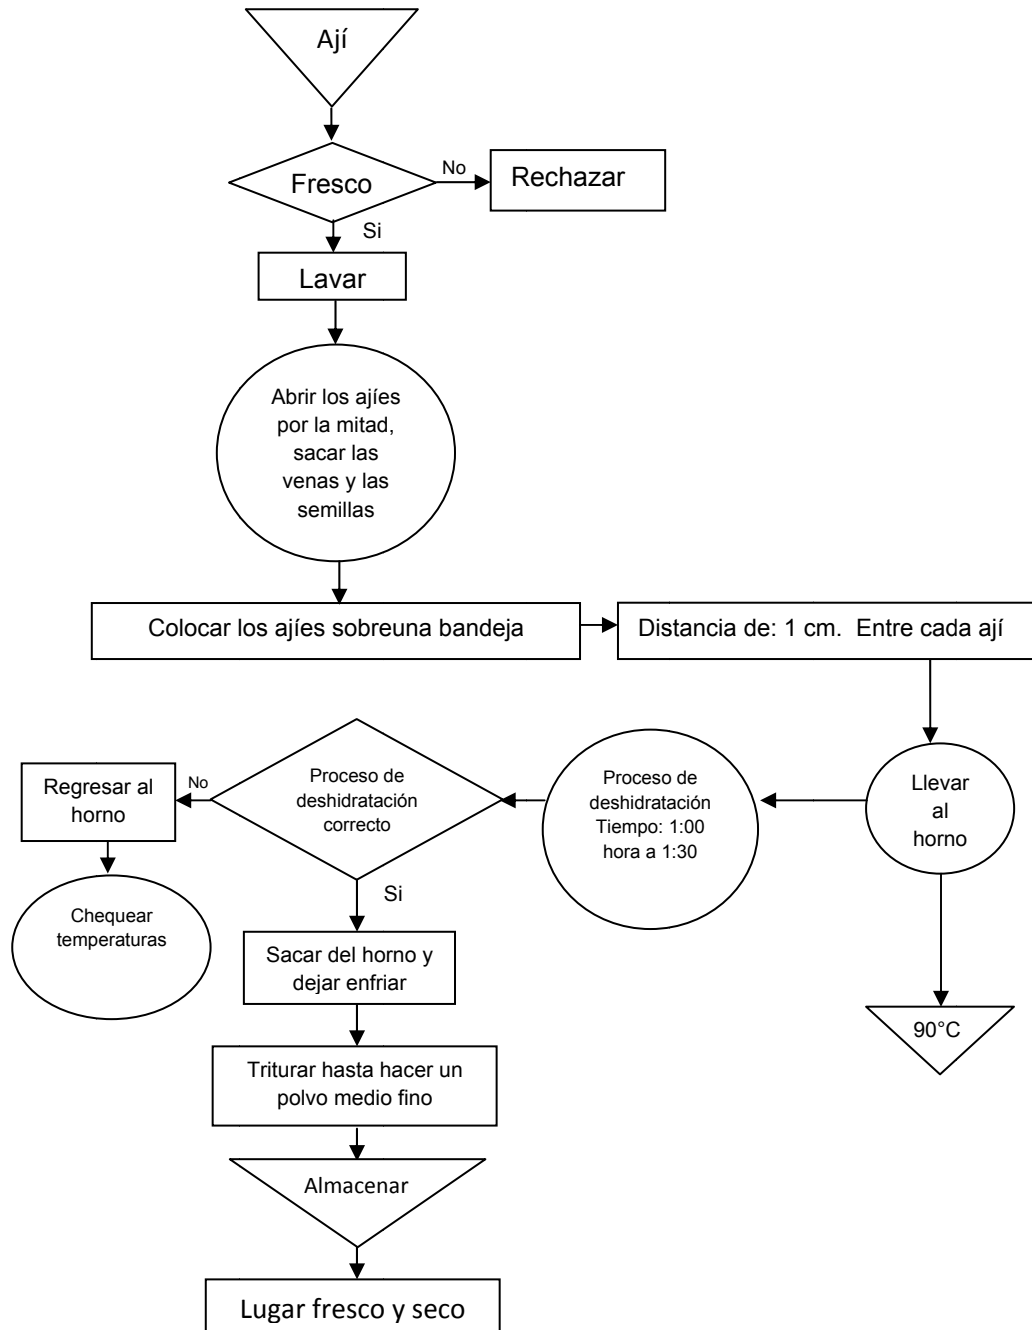 Ají
Fresco
No
Rechazar
Si
Lavar
Abrir los ajíes
por la mitad,
sacar las
venas y las
semillas
Colocar los ajíes sobreuna bandeja
Distancia de: 1 cm.  Entre cada ají
Llevar
al
horno
90°C
Proceso de
deshidratación
Tiempo: 1:00
hora a 1:30
Proceso de
deshidratación
correcto
No
Regresar al
horno
Chequear
temperaturas
Si
Sacar del horno y
dejar enfriar
Triturar hasta hacer un
polvo medio fino
Almacenar
Lugar fresco y seco